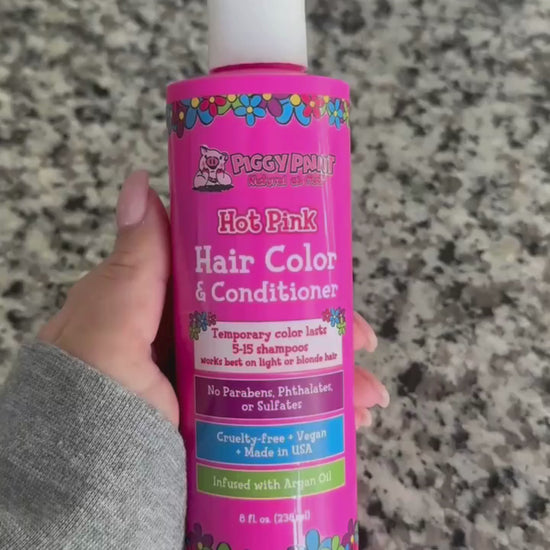 PIGGY PAINT
Natural as
Hot Pink
Hair Color
& Conditioner
Temporary color lasts
5-15 shampoos
works best on light or blonde hair
No Parabens, Phthalates,
or Sulfates
Cruelty-free + Vegan
+ Made in USA
Infused with Argan Oil
8 fl. oz. (236 ml)